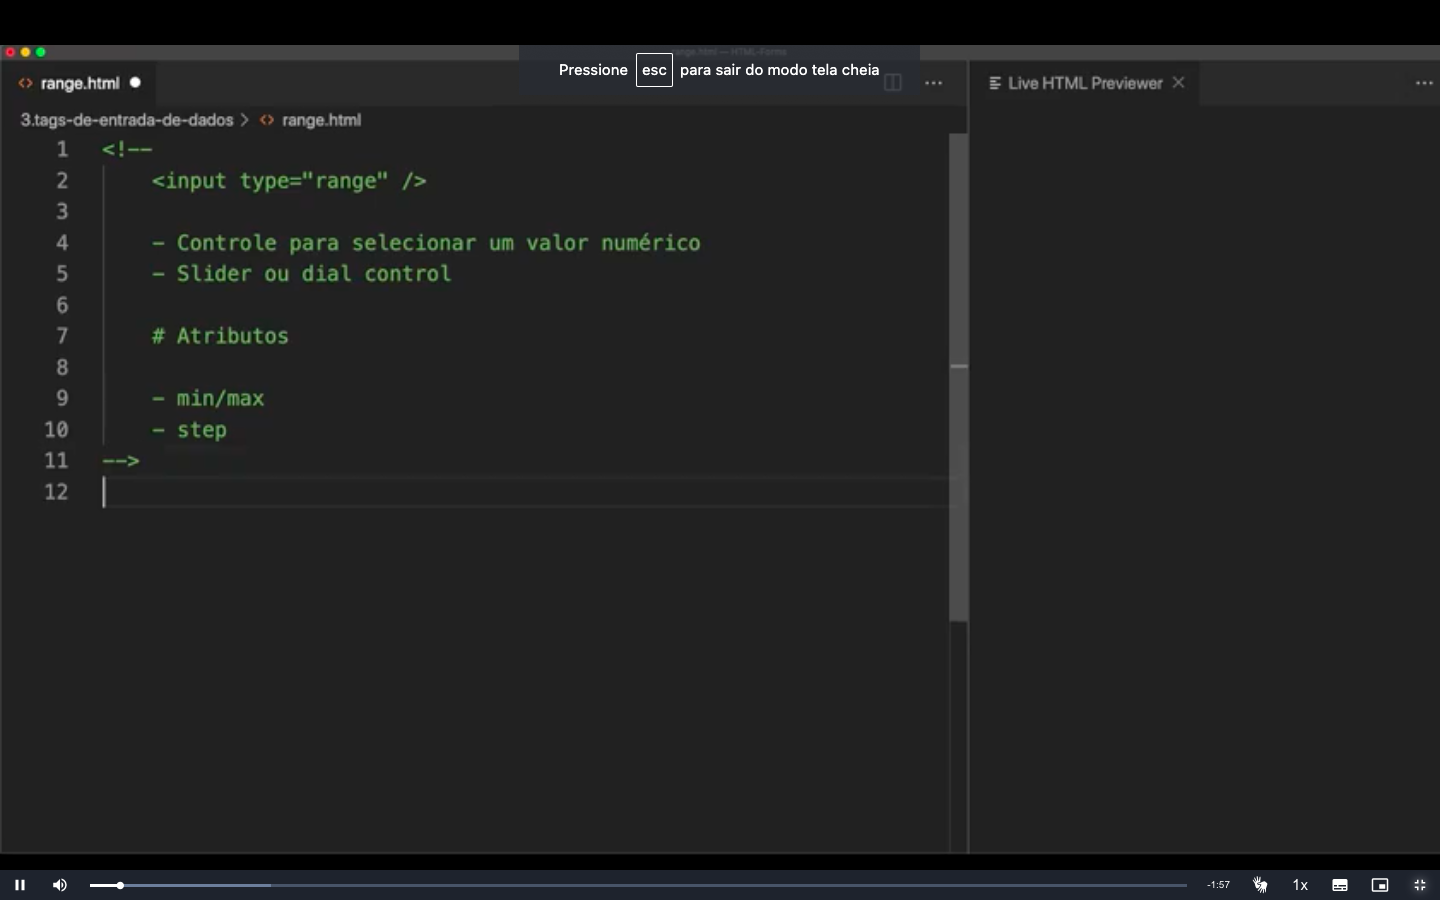 Pressione esc para sair do modo tela cheia
range.html
Live HTML Previewer
3.tags-de-entrada-de-dados > range.html
1 <!--
2 <input type="range" />
3
4 - Controle para selecionar um valor numérico
5 - Slider ou dial control
6
7 # Atributos
8
9 - min/max
10 - step
11 -->
12
-1:57
1x